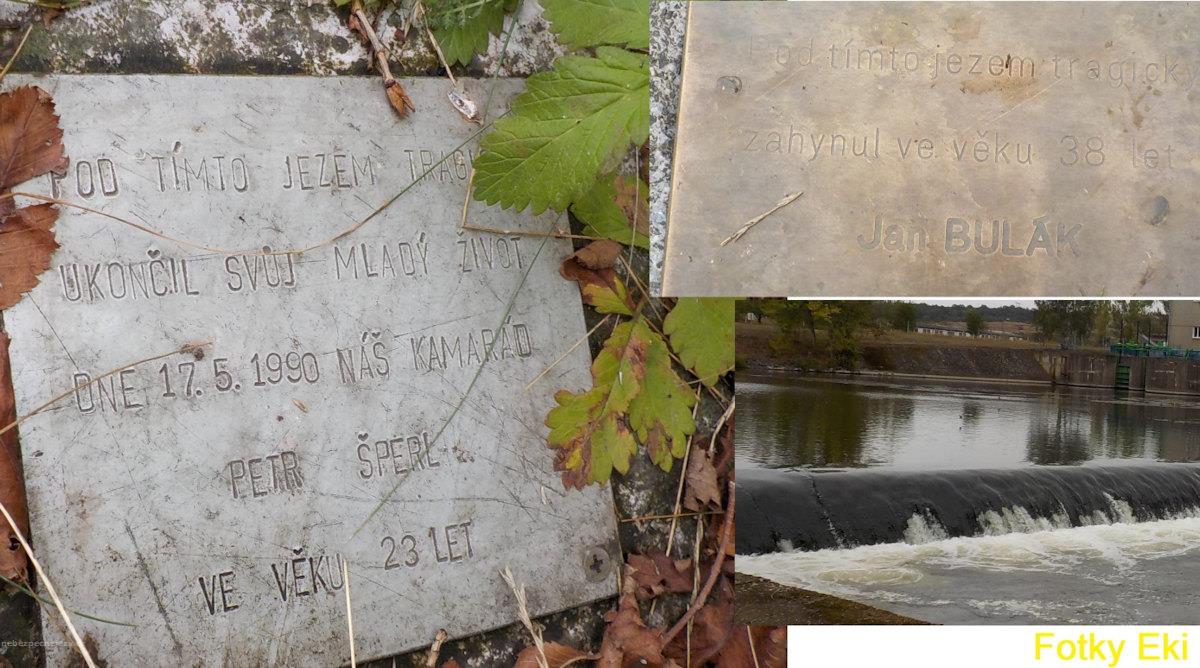 POD TÍMTO JEZEM
UKONČIL SVŮJ MLADÝ ŽIVOT
DNE 17. 5. 1990 NÁŠ KAMARÁD
PETR ŠPERL
VE VĚKU 23 LET
Pod tímto jezem tragicky
zahynul ve věku 38 let
Jan BULÁK
Fotky Eki